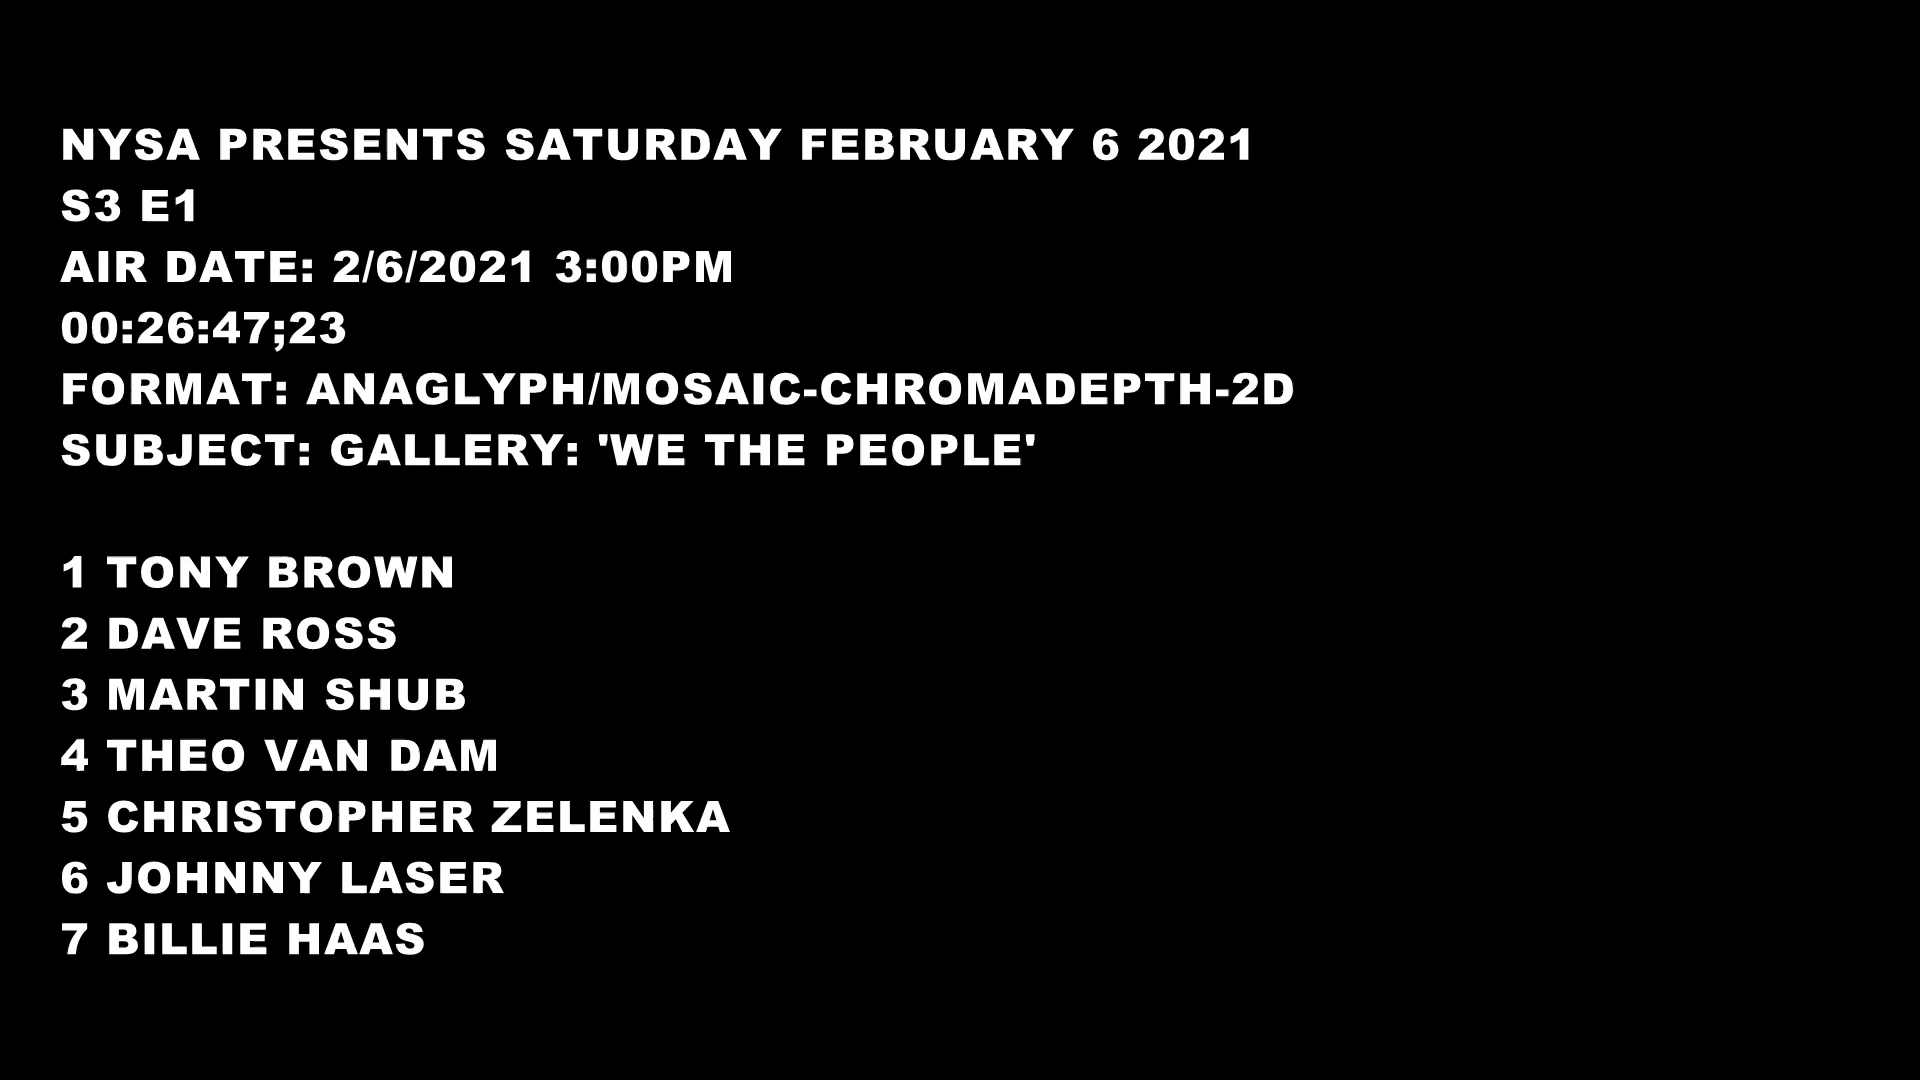 NYSA PRESENTS SATURDAY FEBRUARY 6 2021
S3 E1
AIR DATE: 2/6/2021 3:00PM
00:26:47;23
FORMAT: ANAGLYPH/MOSAIC-CHROMADEPTH-2D
SUBJECT: GALLERY: 'WE THE PEOPLE'
1 TONY BROWN
2 DAVE ROSS
3 MARTIN SHUB
4 THEO VAN DAM
5 CHRISTOPHER ZELENKA
6 JOHNNY LASER
7 BILLIE HAAS